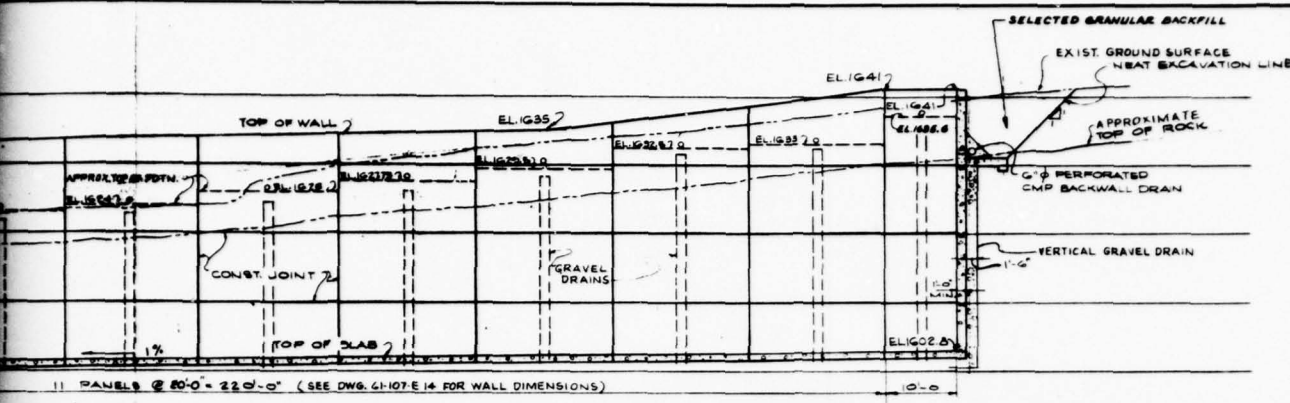 SELECTED GRANULAR BACKFILL
EXIST. GROUND SURFACE
NEAT EXCAVATION LINE
EL.1641
EL.1641
TOP OF WALL
EL.1635
EL.1636.6
APPROXIMATE
TOP OF ROCK
EL.1633.0
6"φ PERFORATED
CMP BACKWALL DRAIN
VERTICAL GRAVEL DRAIN
1'-6"
CONST. JOINT
GRAVEL
DRAINS
1'-0"
MIN.
TOP OF SLAB
EL.1602.8
1%
11 PANELS @ 20'-0" = 220'-0" (SEE DWG. 61-107-E 14 FOR WALL DIMENSIONS)
10'-0